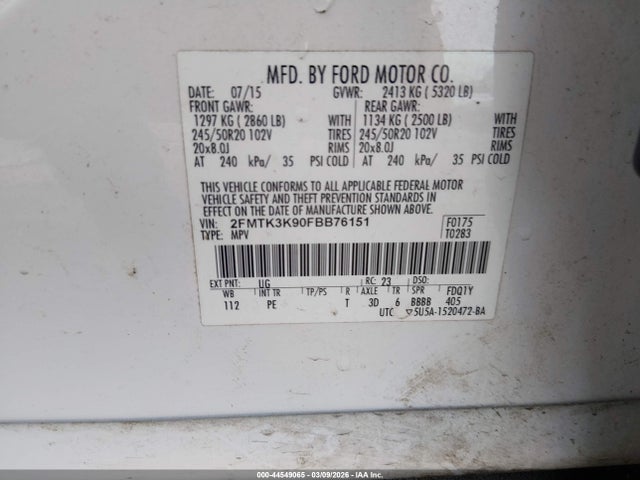 MFD. BY FORD MOTOR CO.
DATE: 07/15 GVWR: 2413 KG ( 5320 LB)
FRONT GAWR: REAR GAWR:
1297 KG ( 2860 LB) WITH 1134 KG ( 2500 LB) WITH
245/50R20 102V TIRES 245/50R20 102V TIRES
20x8.0J RIMS 20x8.0J RIMS
AT 240 kPa/ 35 PSI COLD AT 240 kPa/ 35 PSI COLD
THIS VEHICLE CONFORMS TO ALL APPLICABLE FEDERAL MOTOR
VEHICLE SAFETY AND THEFT PREVENTION STANDARDS IN EFFECT
ON THE DATE OF MANUFACTURE SHOWN ABOVE.
VIN: 2FMTK3K90FBB76151 F0175
TYPE: MPV T0283
EXT PNT: UG RC: 23 DSO:
WB INT TR TP/PS R AXLE TR SPR FDQ1Y
112 PE T 3D 6 BBBB 405
UTC ▽5U5A-1520472-BA
000-44549065 - 03/09/2026 - IAA Inc.